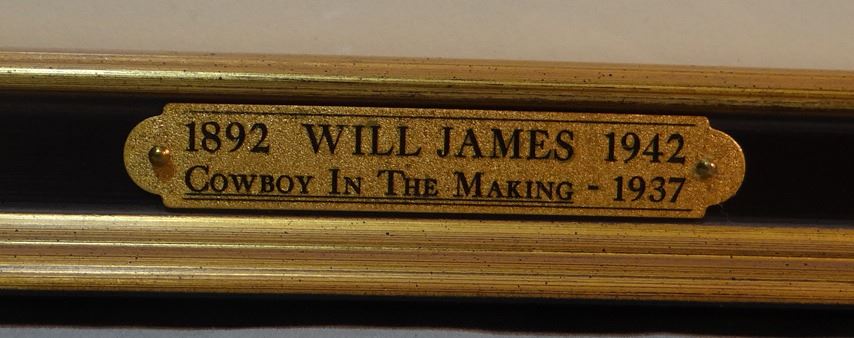 1892 WILL JAMES 1942
COWBOY IN THE MAKING - 1937